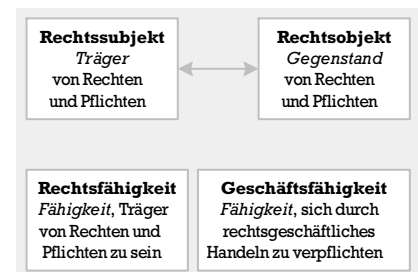 Rechtssubjekt
Träger
von Rechten
und Pflichten
Rechtsobjekt
Gegenstand
von Rechten
und Pflichten
Rechtsfähigkeit
Fähigkeit, Träger
von Rechten und
Pflichten zu sein
Geschäftsfähigkeit
Fähigkeit, sich durch
rechtsgeschäftliches
Handeln zu verpflichten